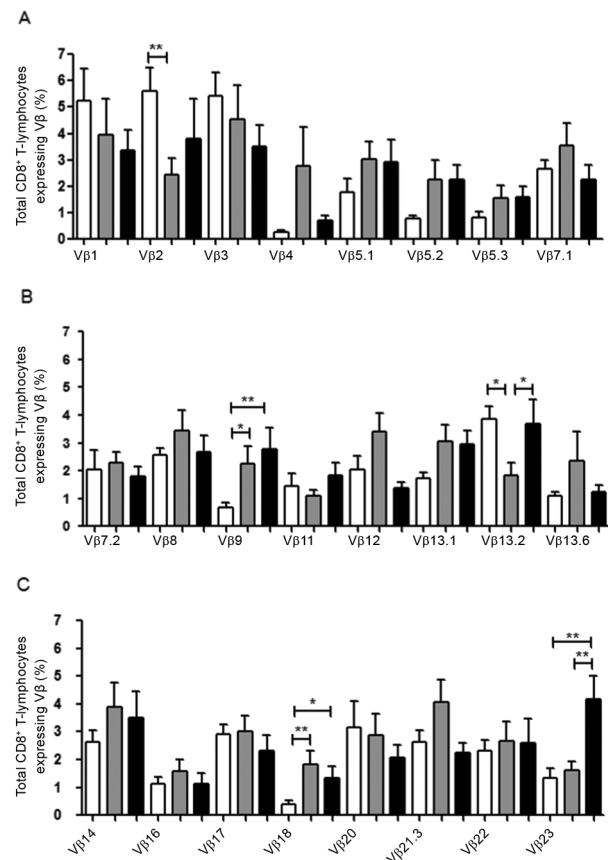 A
Total CD8⁺ T-lymphocytes
expressing Vβ (%)
7
6
5
4
3
2
1
0
**
Vβ1 Vβ2 Vβ3 Vβ4 Vβ5.1 Vβ5.2 Vβ5.3 Vβ7.1
B
Total CD8⁺ T-lymphocytes
expressing Vβ (%)
7
6
5
4
3
2
1
0
**
*
* *
Vβ7.2 Vβ8 Vβ9 Vβ11 Vβ12 Vβ13.1 Vβ13.2 Vβ13.6
C
Total CD8⁺ T-lymphocytes
expressing Vβ (%)
7
6
5
4
3
2
1
0
*
**
**
**
Vβ14 Vβ16 Vβ17 Vβ18 Vβ20 Vβ21.3 Vβ22 Vβ23